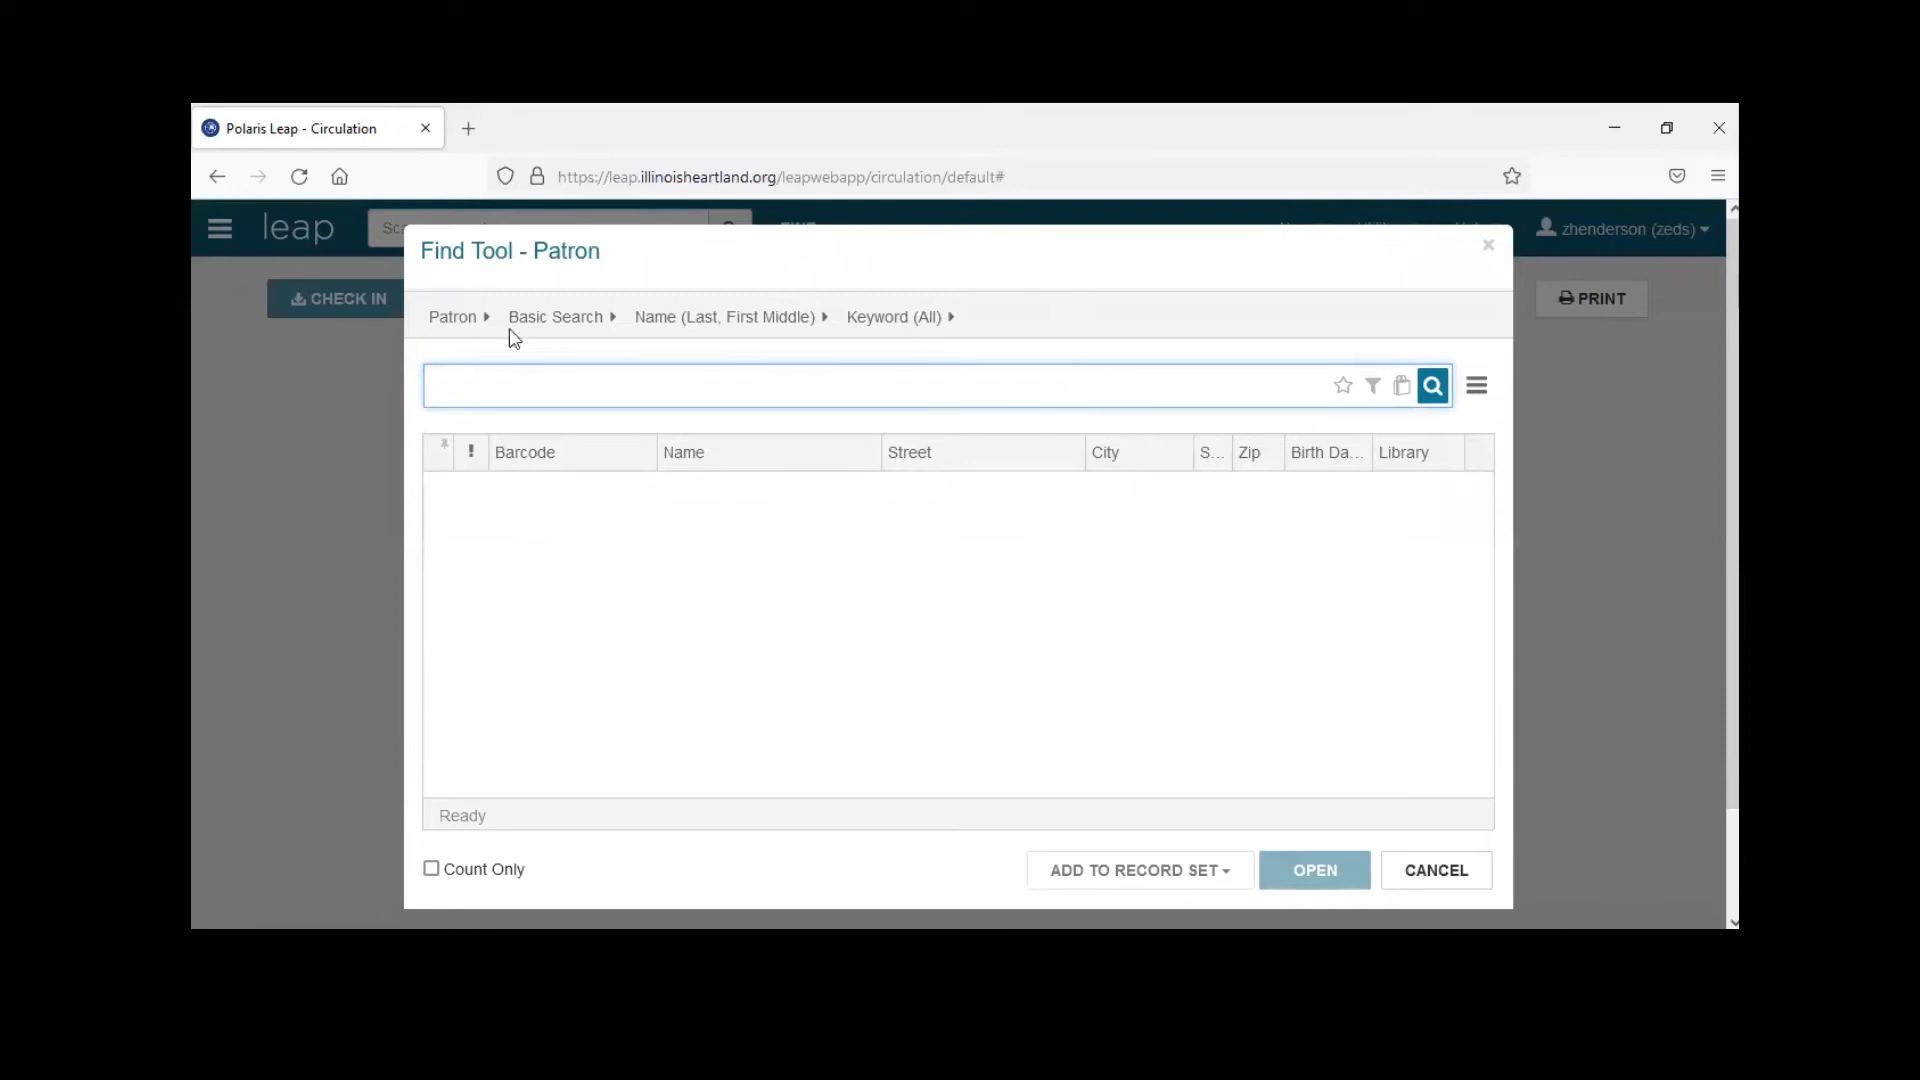 Polaris Leap - Circulation
https://leap.illinoisheartland.org/leapwebapp/circulation/default#
leap
zhenderson (zeds)
Find Tool - Patron
CHECK IN
PRINT
Patron Basic Search Name (Last, First Middle) Keyword (All)
! Barcode Name Street City S... Zip Birth Da... Library
Ready
Count Only
ADD TO RECORD SET OPEN CANCEL